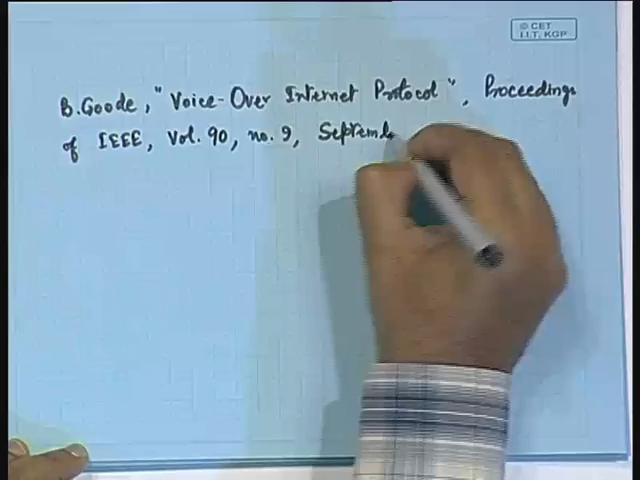 © CET
I.I.T. KGP
B. Goode, "Voice-Over Internet Protocol", Proceedings
of IEEE, Vol. 90, no. 9, Septemb